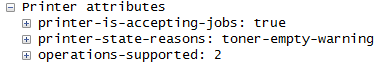 Printer attributes
printer-is-accepting-jobs: true
printer-state-reasons: toner-empty-warning
operations-supported: 2